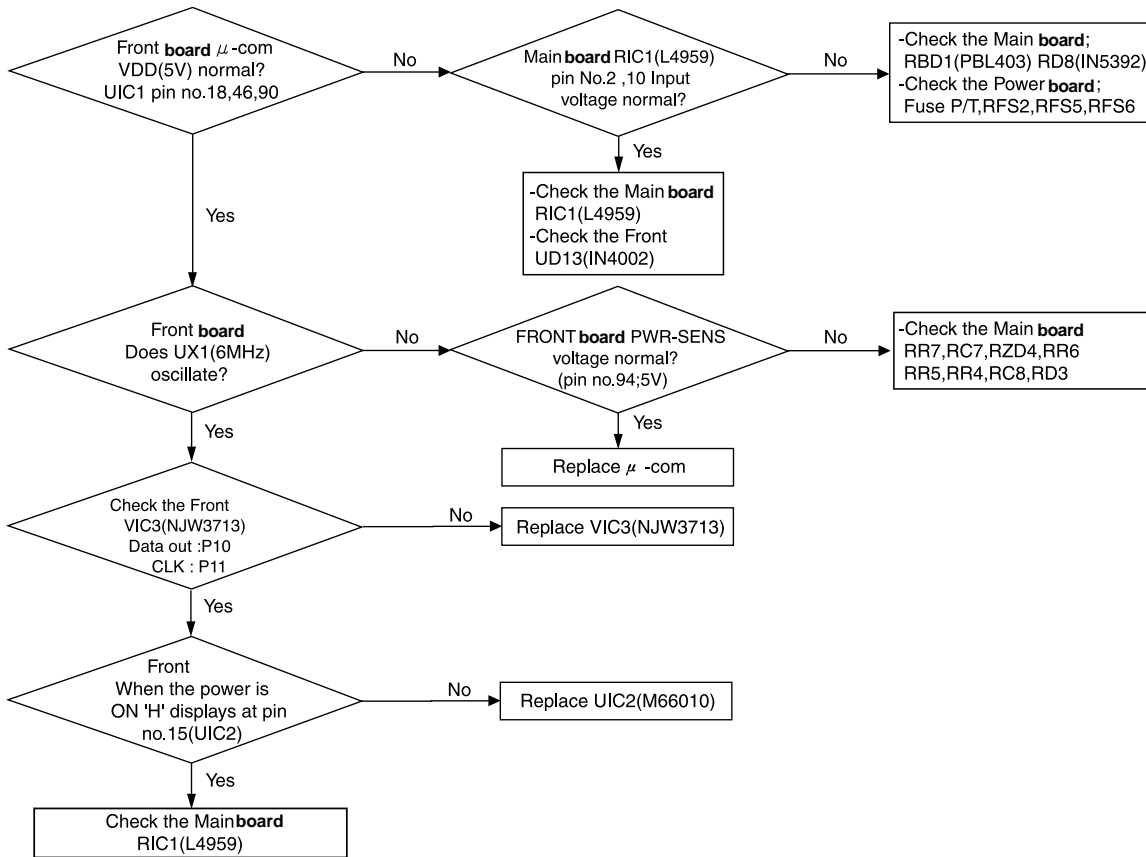 Front board μ-com
VDD(5V) normal?
UIC1 pin no.18,46,90
No
Main board RIC1(L4959)
pin No.2 ,10 Input
voltage normal?
No
-Check the Main board;
RBD1(PBL403) RD8(IN5392)
-Check the Power board;
Fuse P/T,RFS2,RFS5,RFS6
Yes
-Check the Main board
RIC1(L4959)
-Check the Front
UD13(IN4002)
Yes
Front board
Does UX1(6MHz)
oscillate?
No
FRONT board PWR-SENS
voltage normal?
(pin no.94;5V)
No
-Check the Main board
RR7,RC7,RZD4,RR6
RR5,RR4,RC8,RD3
Yes
Replace μ -com
Yes
Check the Front
VIC3(NJW3713)
Data out :P10
CLK : P11
No
Replace VIC3(NJW3713)
Yes
Front
When the power is
ON 'H' displays at pin
no.15(UIC2)
No
Replace UIC2(M66010)
Yes
Check the Main board
RIC1(L4959)